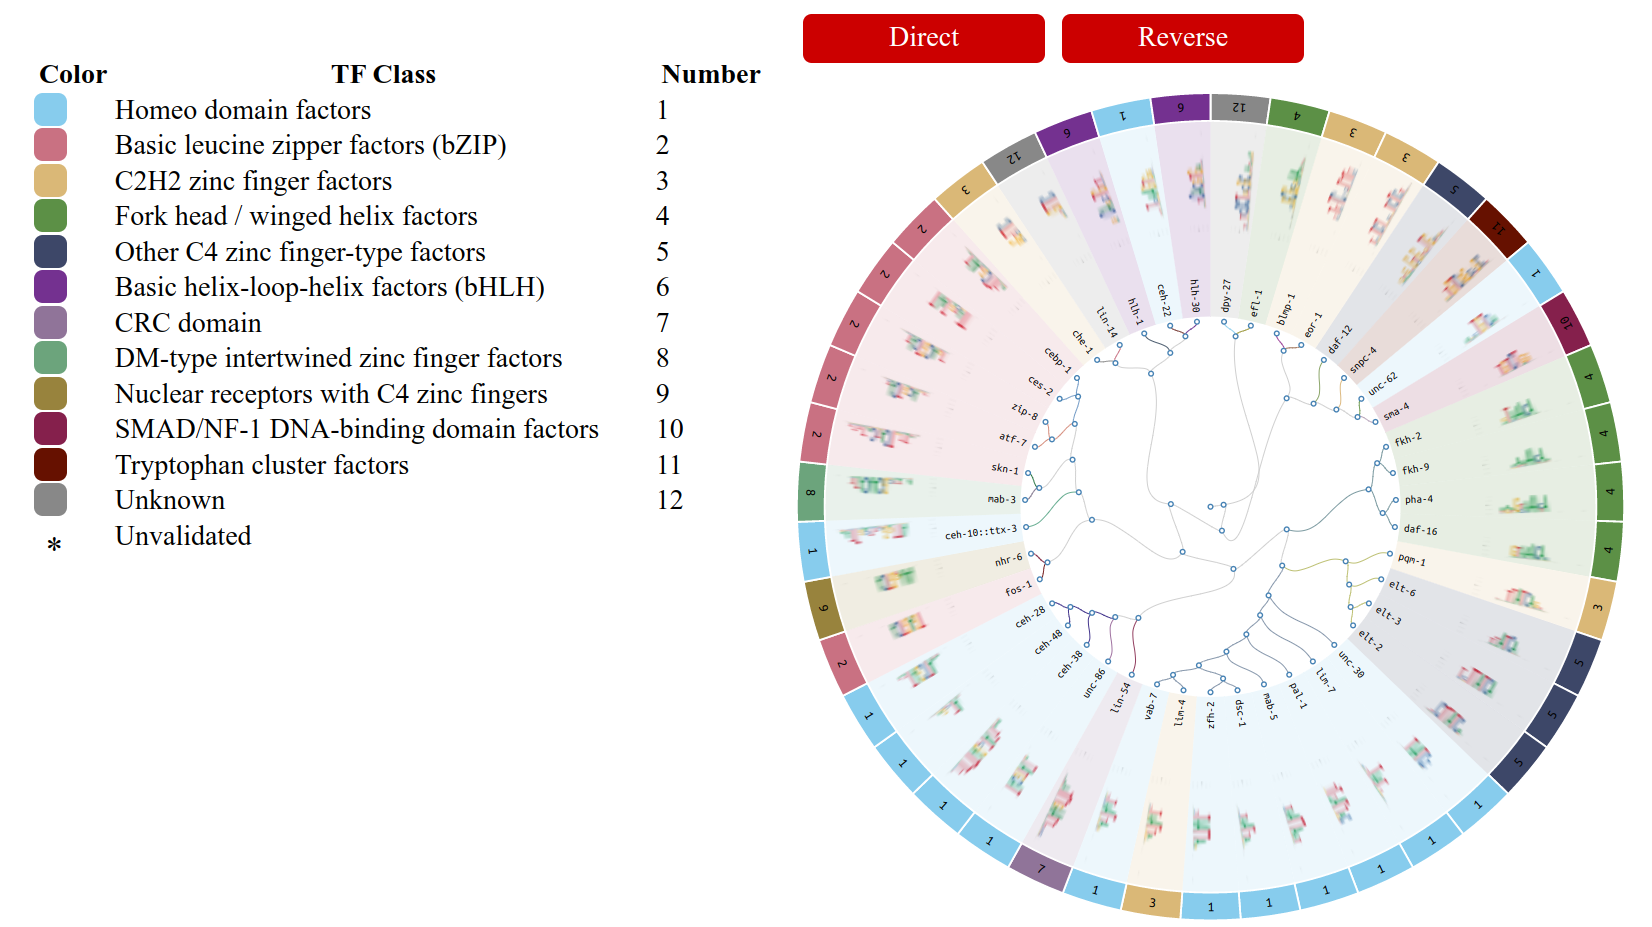 Direct Reverse
Color TF Class Number
Homeo domain factors 1
Basic leucine zipper factors (bZIP) 2
C2H2 zinc finger factors 3
Fork head / winged helix factors 4
Other C4 zinc finger-type factors 5
Basic helix-loop-helix factors (bHLH) 6
CRC domain 7
DM-type intertwined zinc finger factors 8
Nuclear receptors with C4 zinc fingers 9
SMAD/NF-1 DNA-binding domain factors 10
Tryptophan cluster factors 11
Unknown 12
* Unvalidated
12
4
3
3
5
11
1
10
4
4
4
4
3
5
5
5
1
1
1
1
1
1
3
1
7
1
1
1
1
2
9
1
8
2
2
2
2
2
3
12
6
1
6
dpy-27
efl-1
blmp-1
eor-1
daf-12
snpc-4
unc-62
sma-4
fkh-2
fkh-9
pha-4
daf-16
pqm-1
elt-6
elt-3
elt-2
unc-30
lim-7
pal-1
mab-5
dsc-1
zfh-2
lim-4
vab-7
lin-54
unc-86
ceh-38
ceh-48
ceh-28
fos-1
nhr-6
ceh-10::ttx-3
mab-3
skn-1
atf-7
zip-8
ces-2
cebp-1
che-1
lin-14
hlh-1
ceh-22
hlh-30